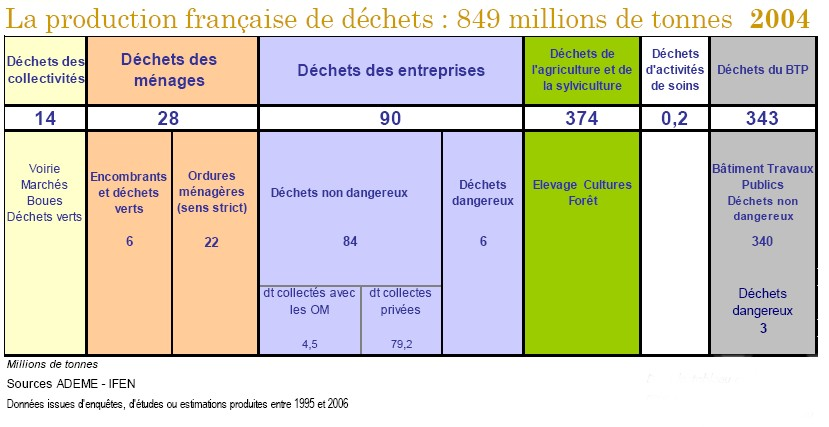 La production française de déchets : 849 millions de tonnes 2004
Déchets des
collectivités
Déchets des
ménages
Déchets des entreprises
Déchets de
l'agriculture et de
la sylviculture
Déchets
d'activités
de soins
Déchets du BTP
14
28
90
374
0,2
343
Voirie
Marchés
Boues
Déchets verts
Encombrants
et déchets
verts
6
Ordures
ménagères
(sens strict)
22
Déchets non dangereux
84
dt collectés avec
les OM
4,5
dt collectes
privées
79,2
Déchets
dangereux
6
Elevage Cultures
Forêt
Bâtiment Travaux
Publics
Déchets non
dangereux
340
Déchets
dangereux
3
Millions de tonnes
Sources ADEME - IFEN
Données issues d'enquêtes, d'études ou estimations produites entre 1995 et 2006